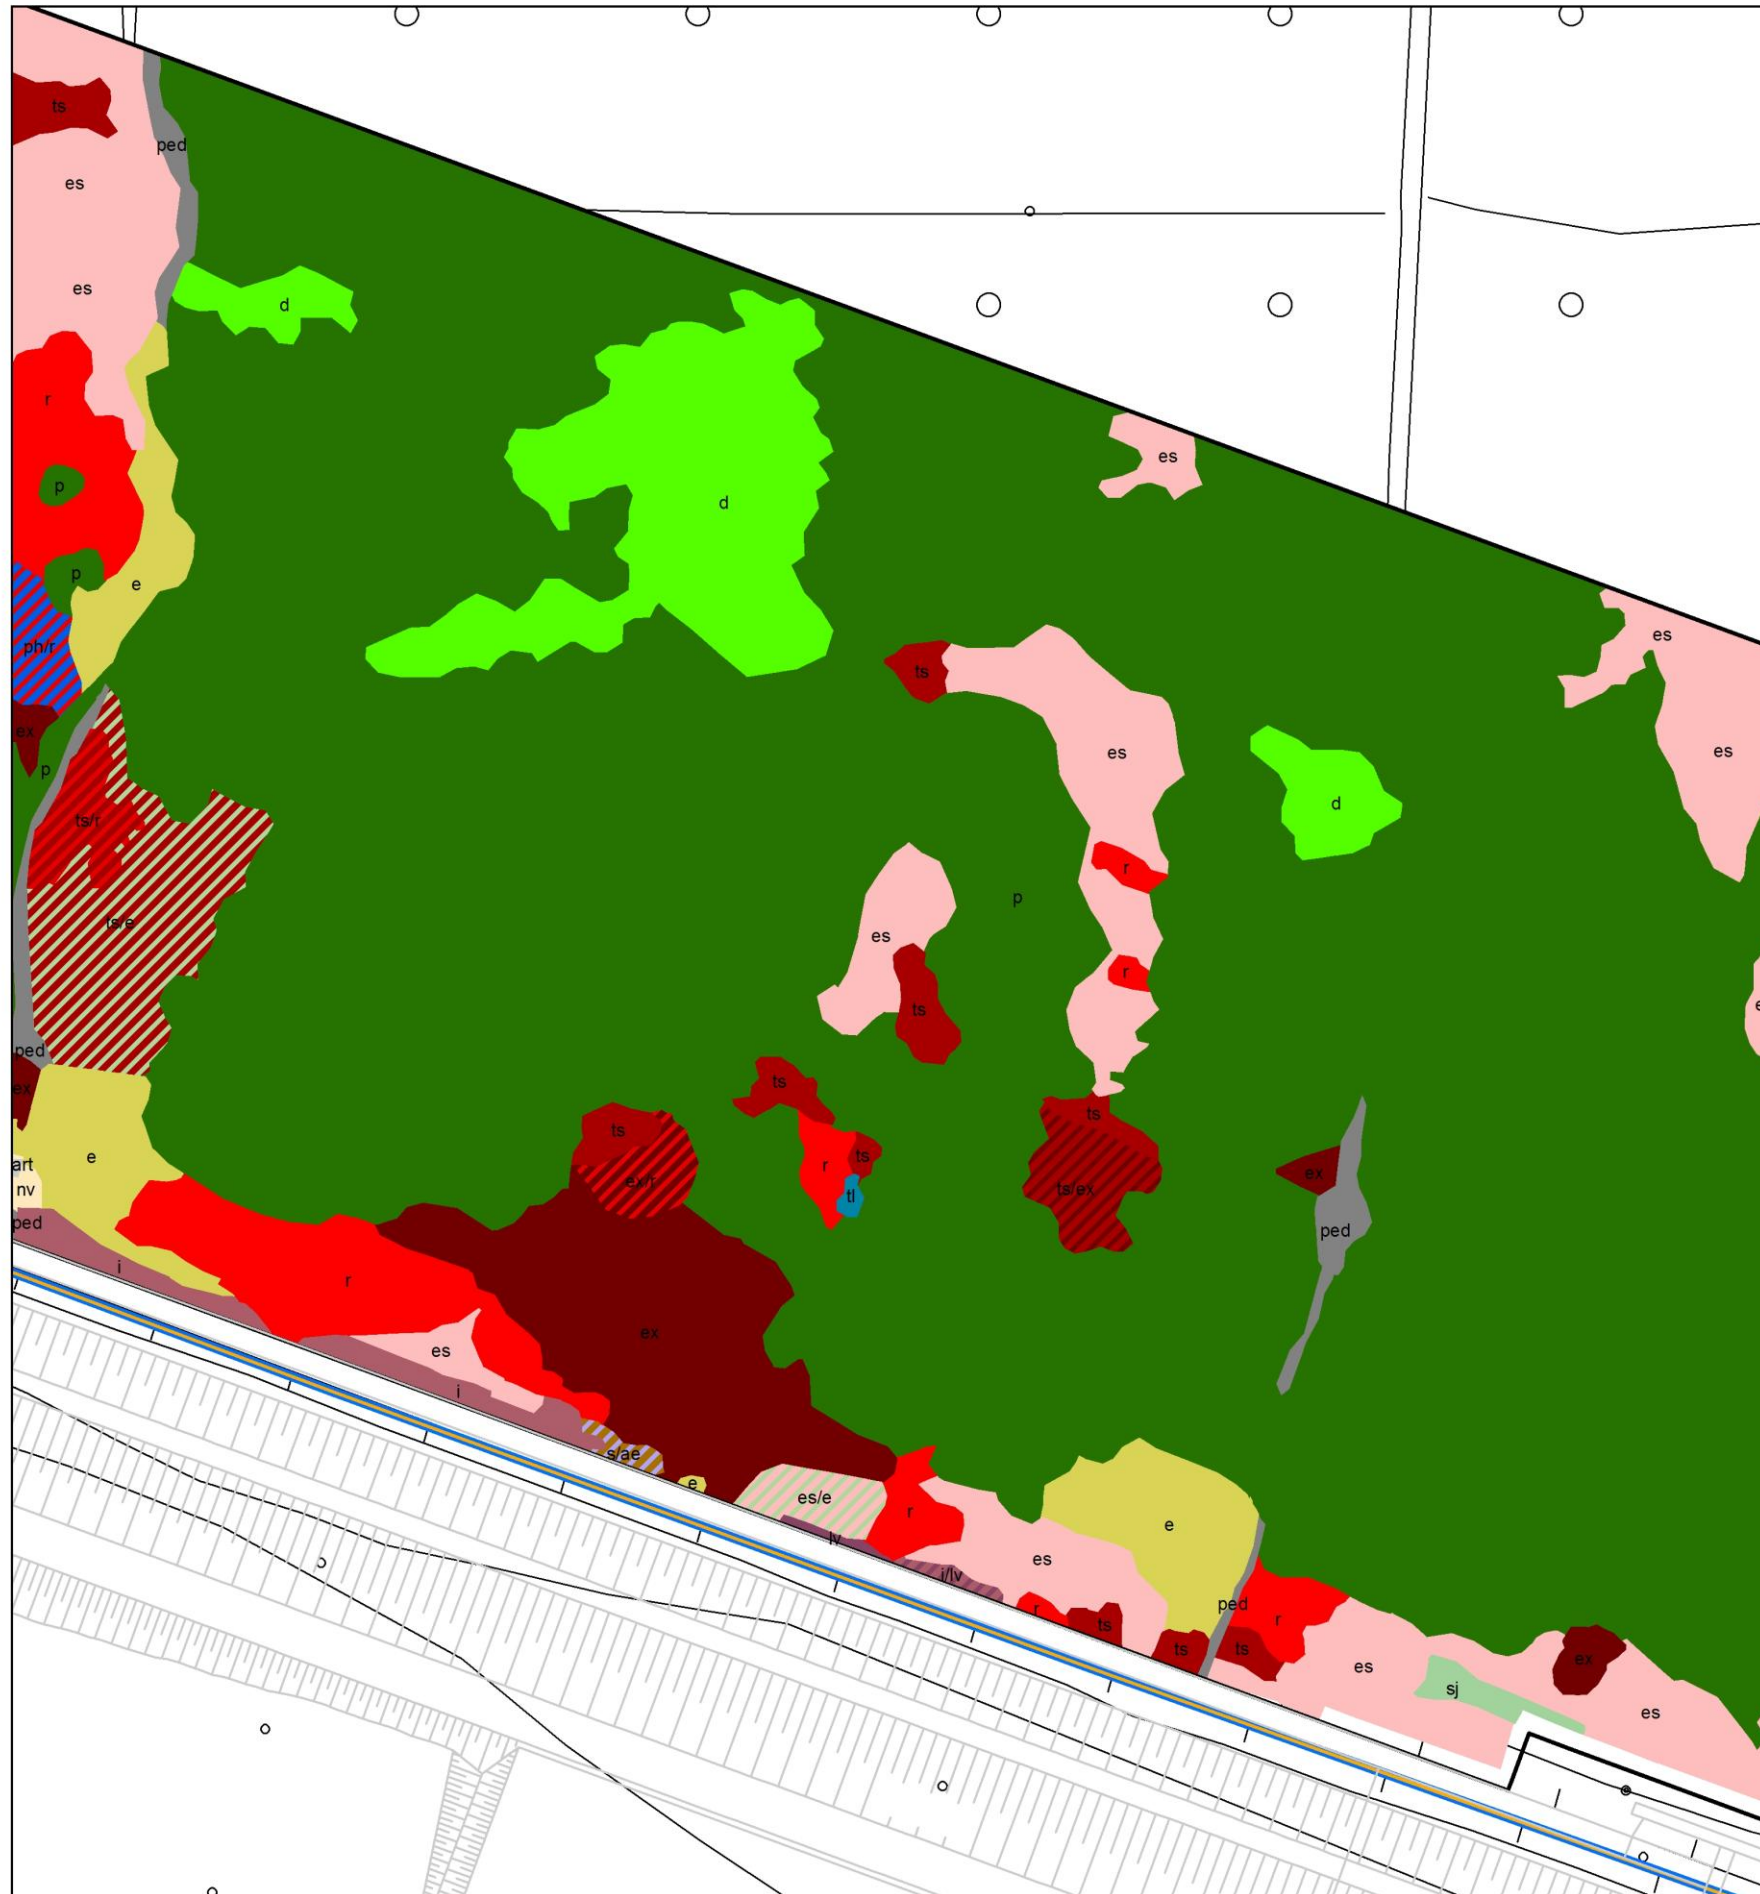 ts
ped
es
es
d
r
es
p
d
p
e
es
ph/r
ts
ex
es
es
p
d
ts/r
r
p
ts/e
es
r
ts
ped
ts
ex
ts
ts
e
r
ts
art
ex
ex/r
ts/ex
nv
tl
ped
ped
i
r
ex
es
i
s/ae
e
es/e
r
e
lv
es
i/lv
r
ped
r
ts
ts
ts
es
ex
sj
es